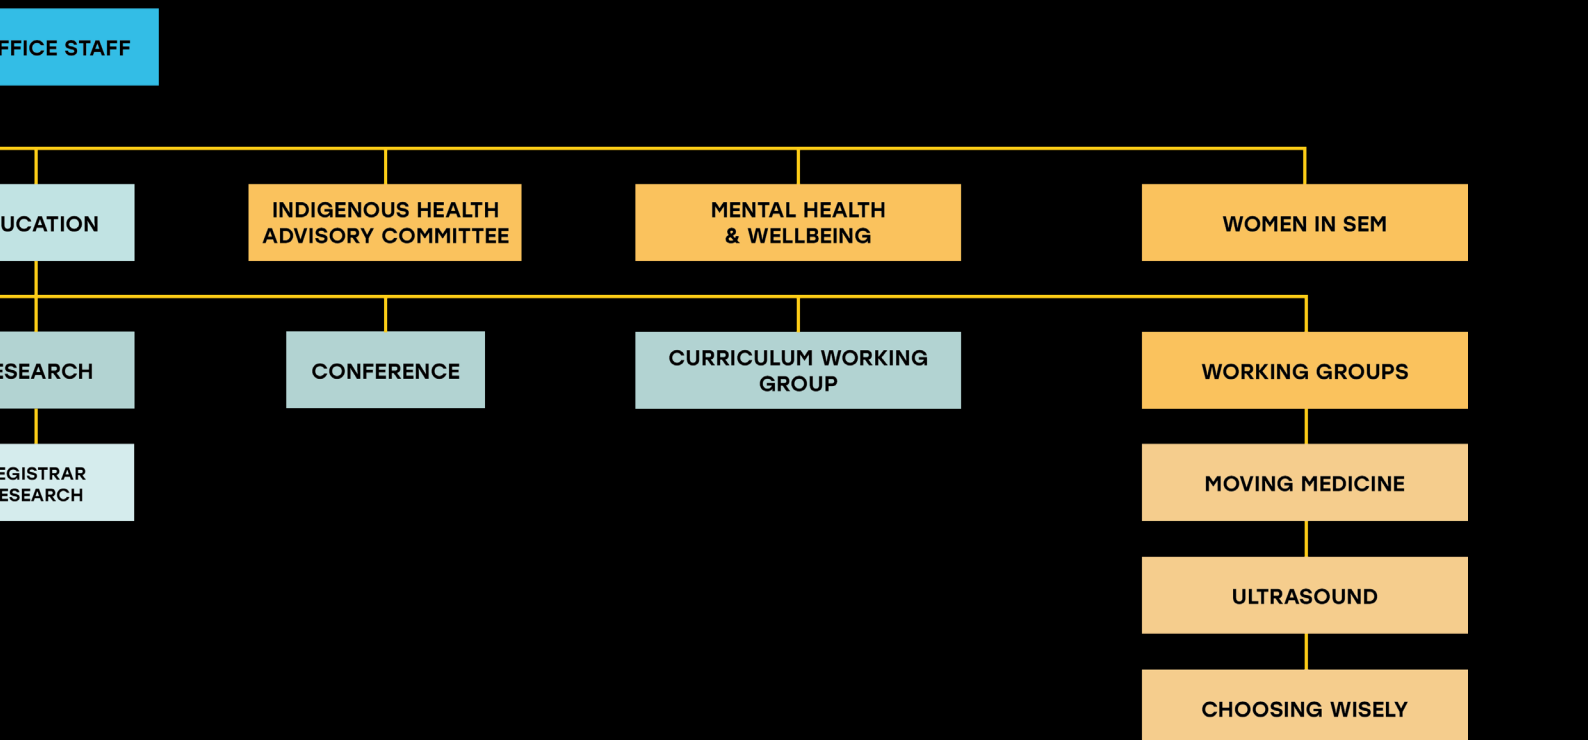 FFICE STAFF
UCATION
INDIGENOUS HEALTH
ADVISORY COMMITTEE
MENTAL HEALTH
& WELLBEING
WOMEN IN SEM
ESEARCH
CONFERENCE
CURRICULUM WORKING
GROUP
WORKING GROUPS
EGISTRAR
ESEARCH
MOVING MEDICINE
ULTRASOUND
CHOOSING WISELY